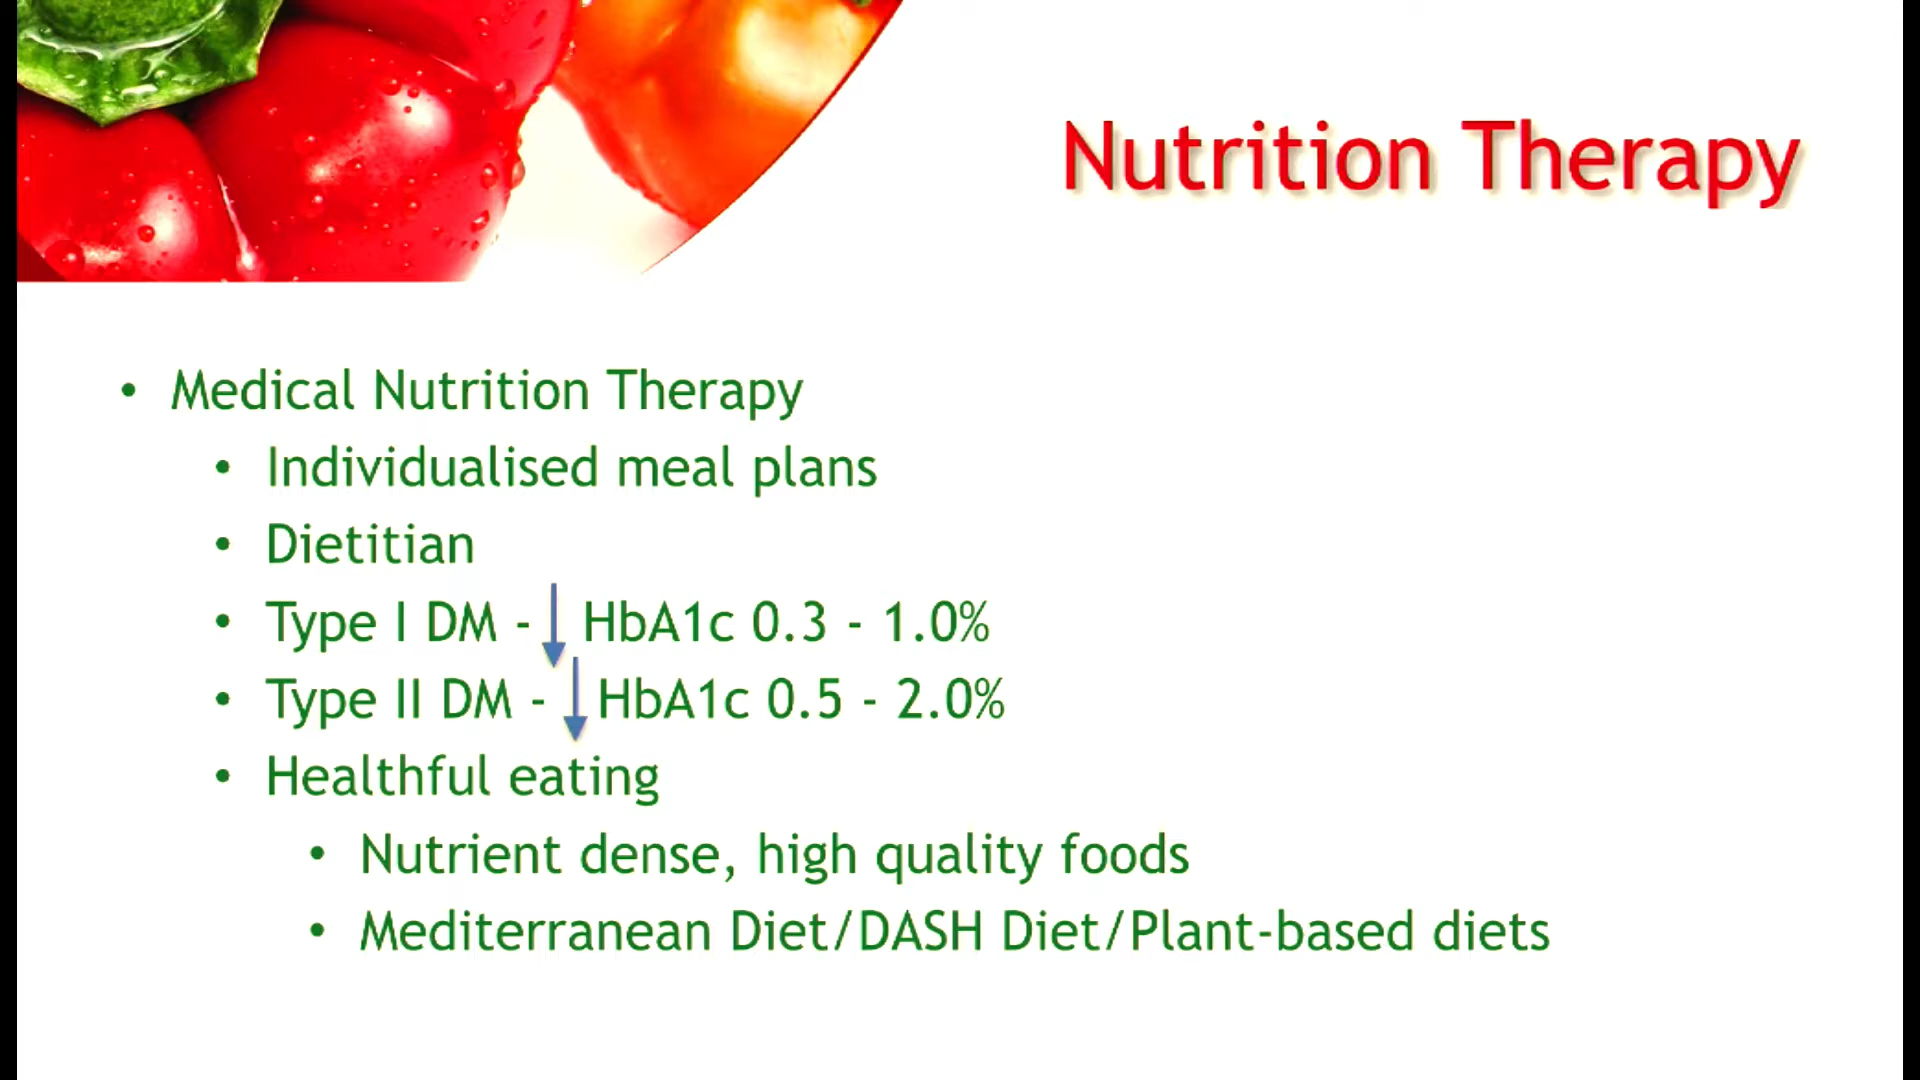 Nutrition Therapy
• Medical Nutrition Therapy
• Individualised meal plans
• Dietitian
• Type I DM - ↓ HbA1c 0.3 - 1.0%
• Type II DM - ↓ HbA1c 0.5 - 2.0%
• Healthful eating
• Nutrient dense, high quality foods
• Mediterranean Diet/DASH Diet/Plant-based diets